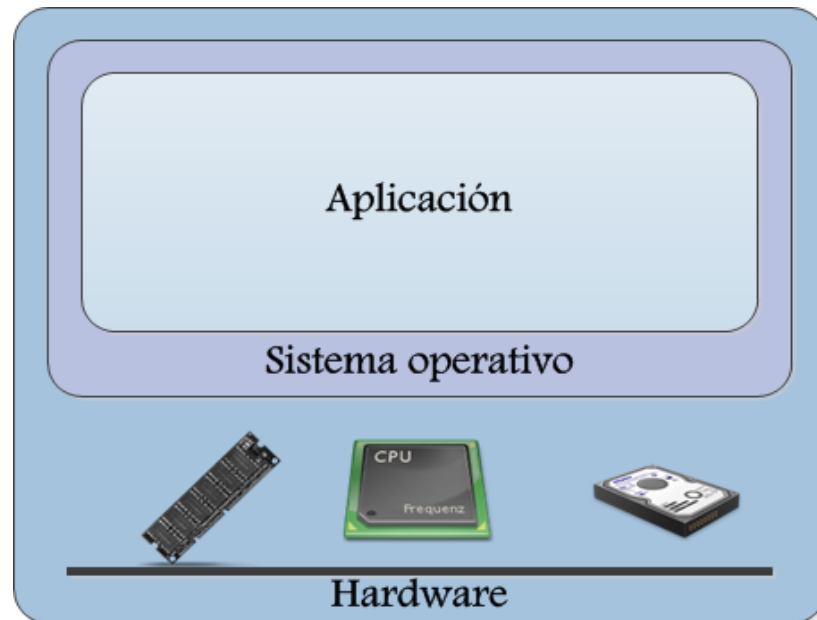 Aplicación
Sistema operativo
CPU
Frequenz
Hardware